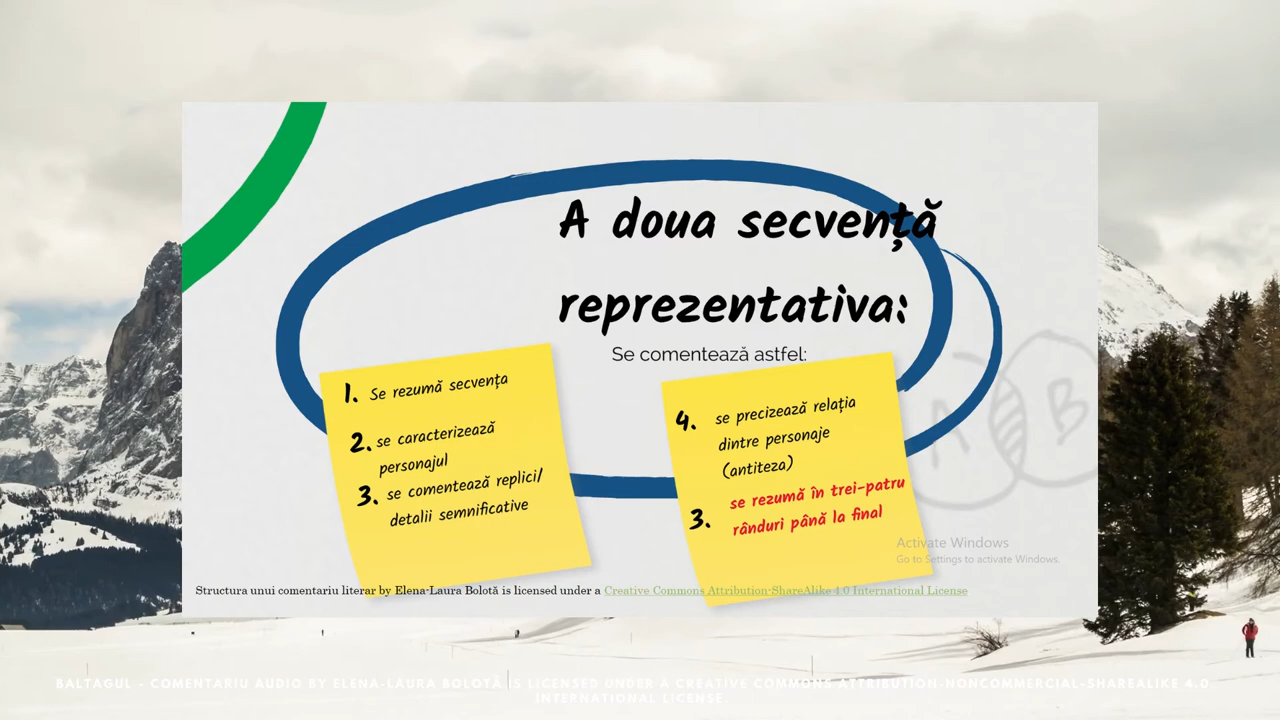 A doua secvență
reprezentativa:
Se comentează astfel:
1. Se rezumă secvența
2. se caracterizează
personajul
3. se comentează replici/
detalii semnificative
4. se precizează relația
dintre personaje
(antiteza)
3. se rezumă în trei-patru
rânduri până la final
A B
Activate Windows
Go to Settings to activate Windows.
Structura unui comentariu literar by Elena-Laura Bolotă is licensed under a Creative Commons Attribution-ShareAlike 4.0 International License
BALTAGUL - COMENTARIU AUDIO BY ELENA-LAURA BOLOTĂ IS LICENSED UNDER A CREATIVE COMMONS ATTRIBUTION-NONCOMMERCIAL-SHAREALIKE 4.0
INTERNATIONAL LICENSE.